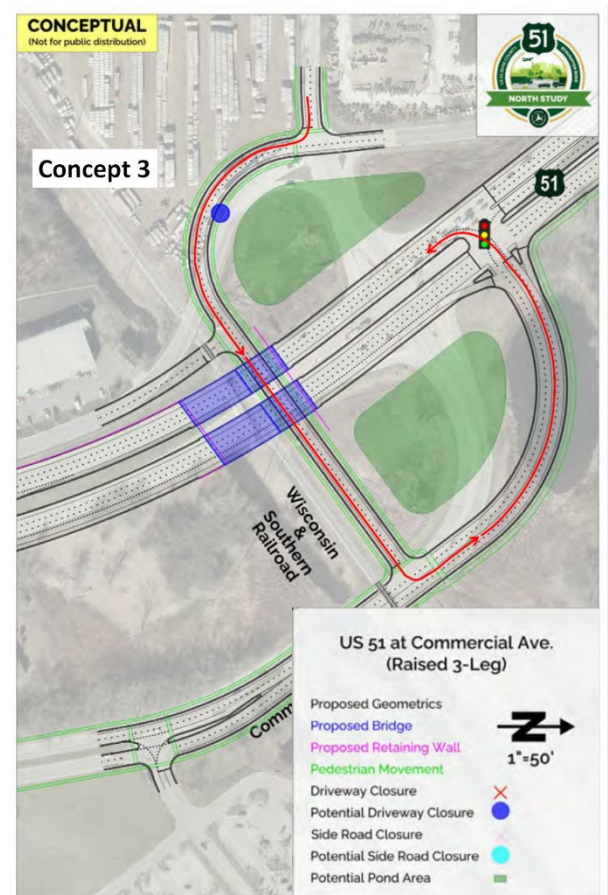 CONCEPTUAL
(Not for public distribution)
51
NORTH STUDY
Concept 3
51
Wisconsin
&
Southern
Railroad
Comm
US 51 at Commercial Ave.
(Raised 3-Leg)
Proposed Geometrics
Proposed Bridge
Proposed Retaining Wall
Pedestrian Movement
Driveway Closure
Potential Driveway Closure
Side Road Closure
Potential Side Road Closure
Potential Pond Area
N
1"=50'